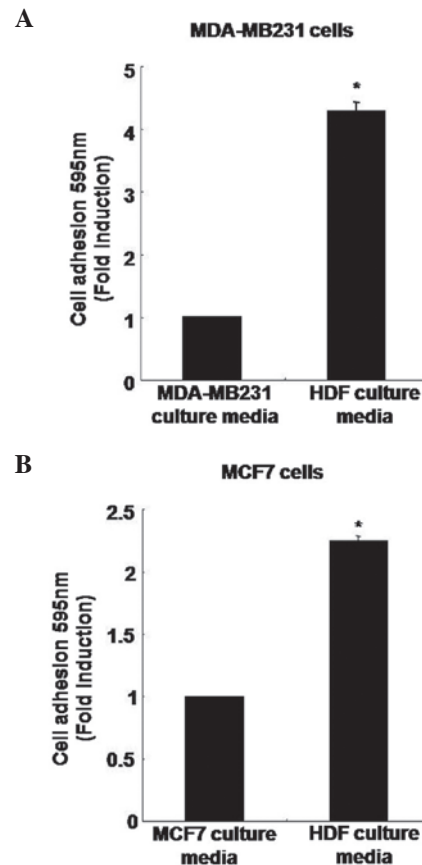 A
MDA-MB231 cells
Cell adhesion 595nm
(Fold Induction)
5
4
3
2
1
0
*
MDA-MB231
culture media
HDF culture
media
B
MCF7 cells
Cell adhesion 595nm
(Fold Induction)
2.5
2
1.5
1
0.5
0
*
MCF7 culture
media
HDF culture
media